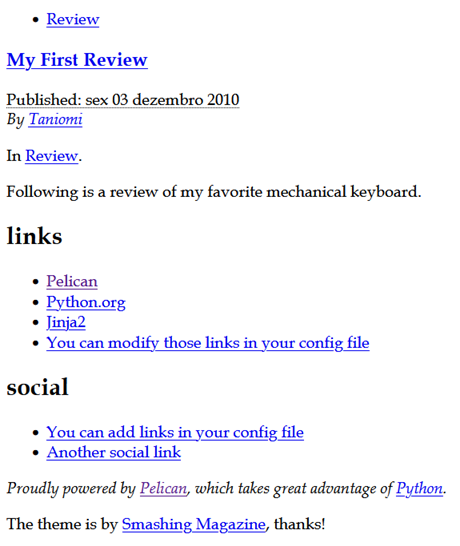 Review
My First Review
Published: sex 03 dezembro 2010
By Taniomi
In Review.
Following is a review of my favorite mechanical keyboard.
links
Pelican
Python.org
Jinja2
You can modify those links in your config file
social
You can add links in your config file
Another social link
Proudly powered by Pelican, which takes great advantage of Python.
The theme is by Smashing Magazine, thanks!